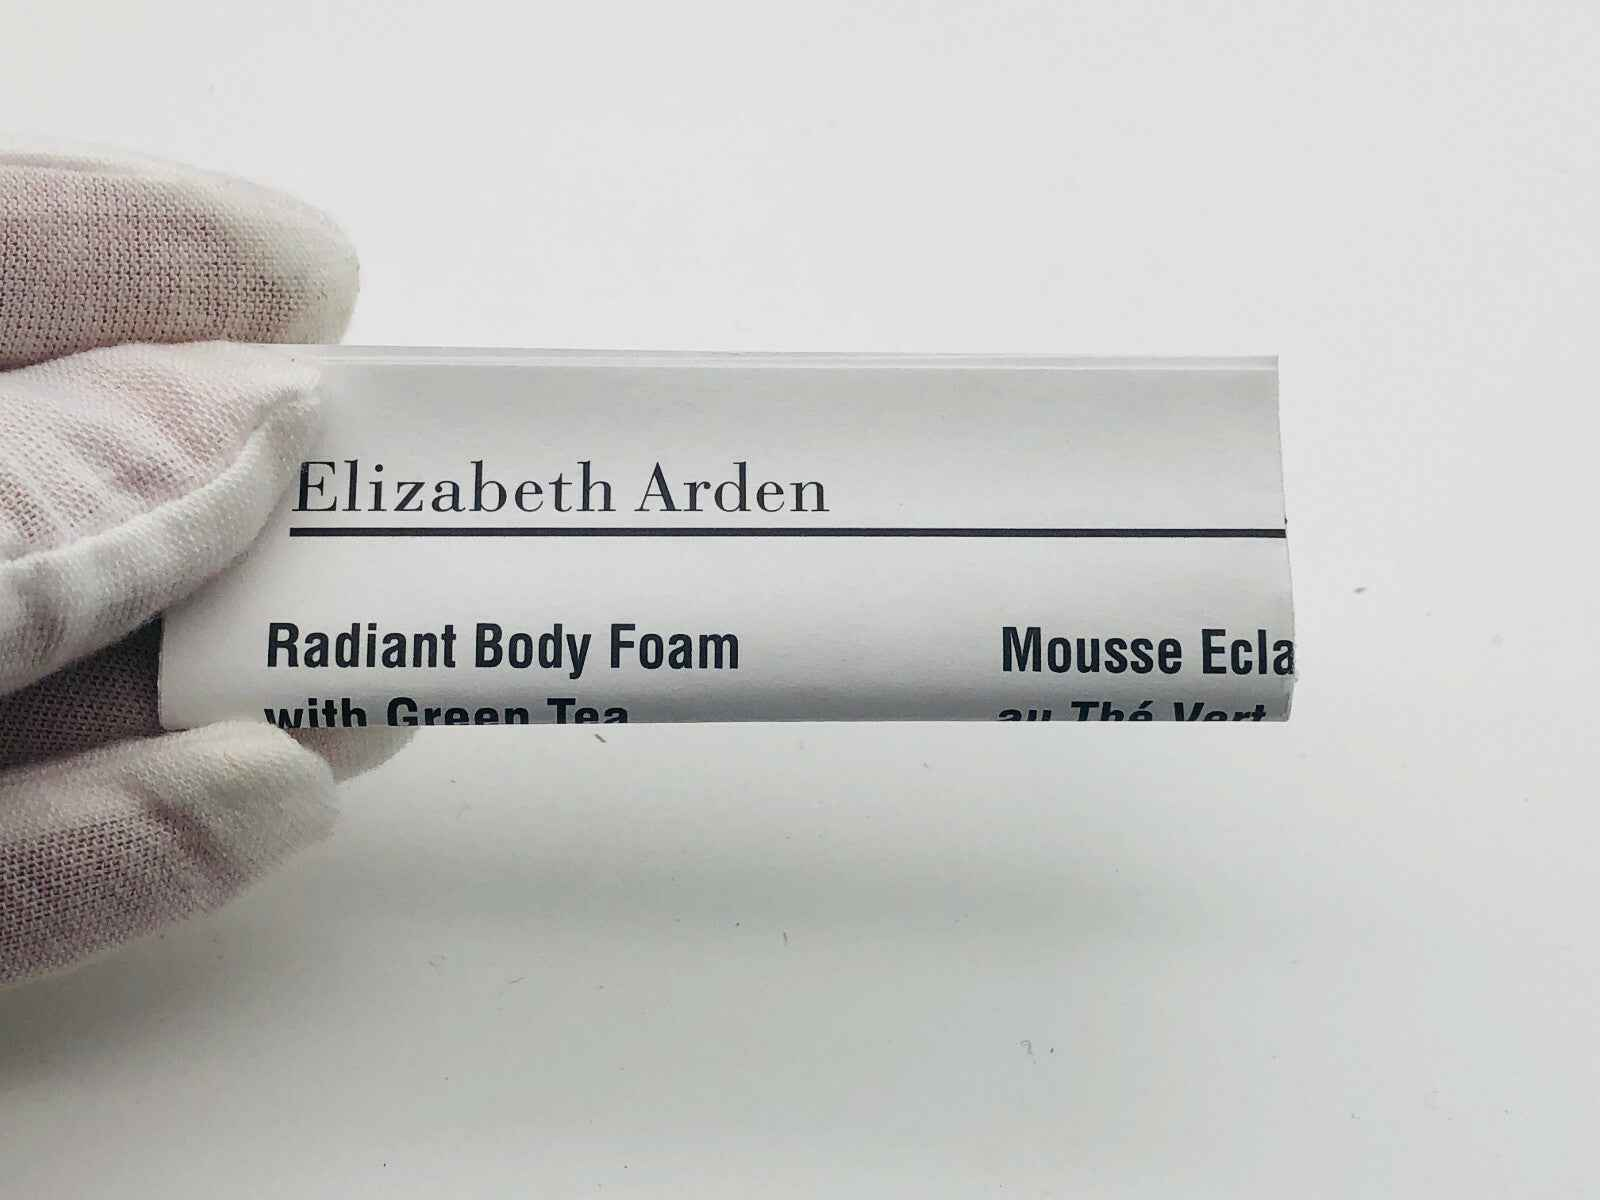 Elizabeth Arden
Radiant Body Foam
with Green Tea
Mousse Ecla
au Thé Vert